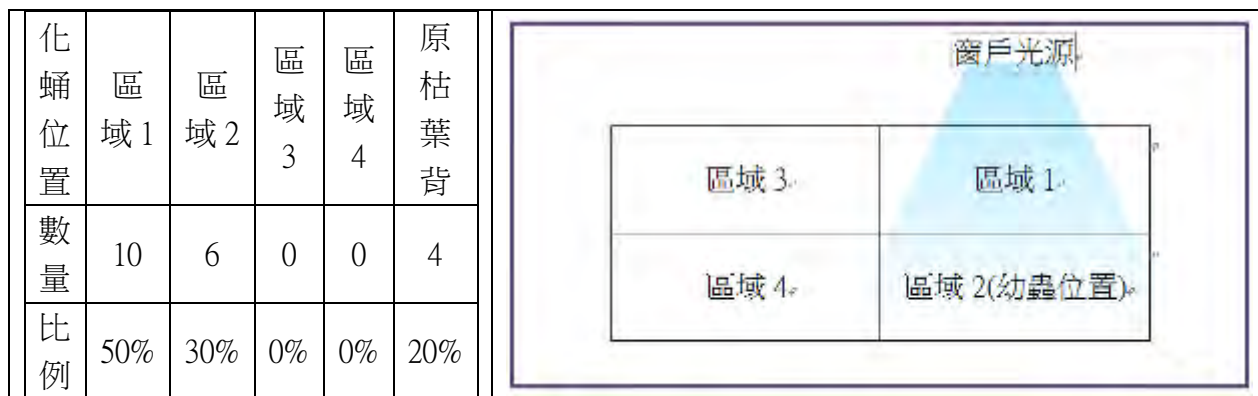 化蛹位置 區域1 區域2 區域3 區域4 原枯葉背
數量 10 6 0 0 4
比例 50% 30% 0% 0% 20%
窗戶光源
區域 3 區域 1
區域 4 區域 2(幼蟲位置)